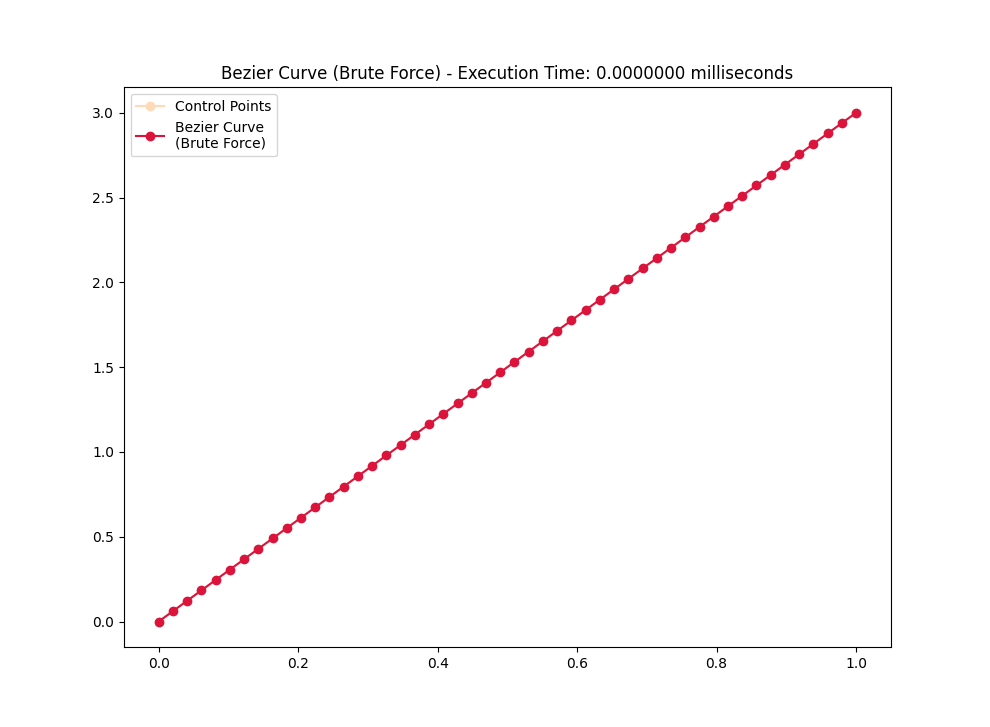 Bezier Curve (Brute Force) - Execution Time: 0.0000000 milliseconds
Control Points
Bezier Curve
(Brute Force)
3.0
2.5
2.0
1.5
1.0
0.5
0.0
0.0 0.2 0.4 0.6 0.8 1.0